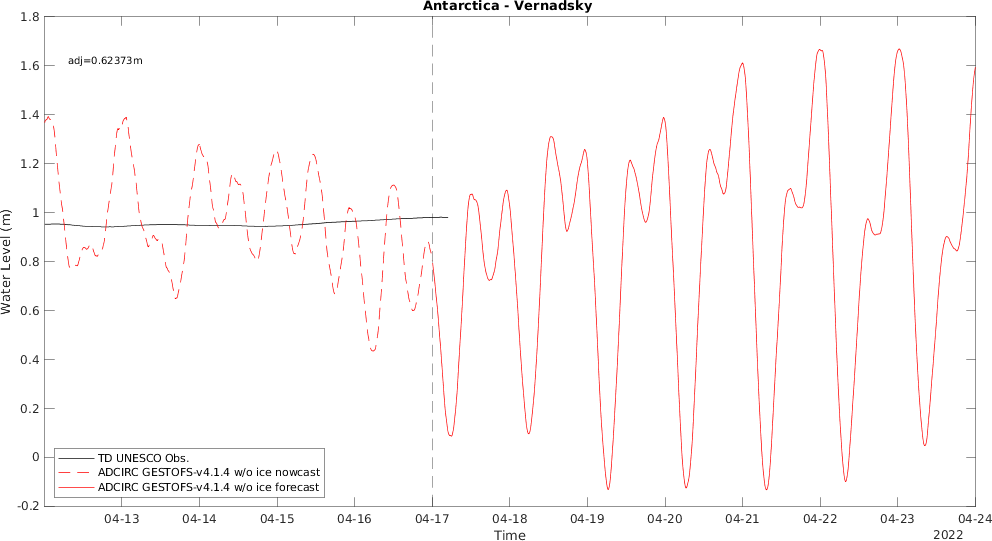 Antarctica - Vernadsky
1.8
1.6
1.4
1.2
1
0.8
0.6
0.4
0.2
0
-0.2
Water Level (m)
adj=0.62373m
TD UNESCO Obs.
ADCIRC GESTOFS-v4.1.4 w/o ice nowcast
ADCIRC GESTOFS-v4.1.4 w/o ice forecast
04-13 04-14 04-15 04-16 04-17 04-18 04-19 04-20 04-21 04-22 04-23 04-24
Time
2022